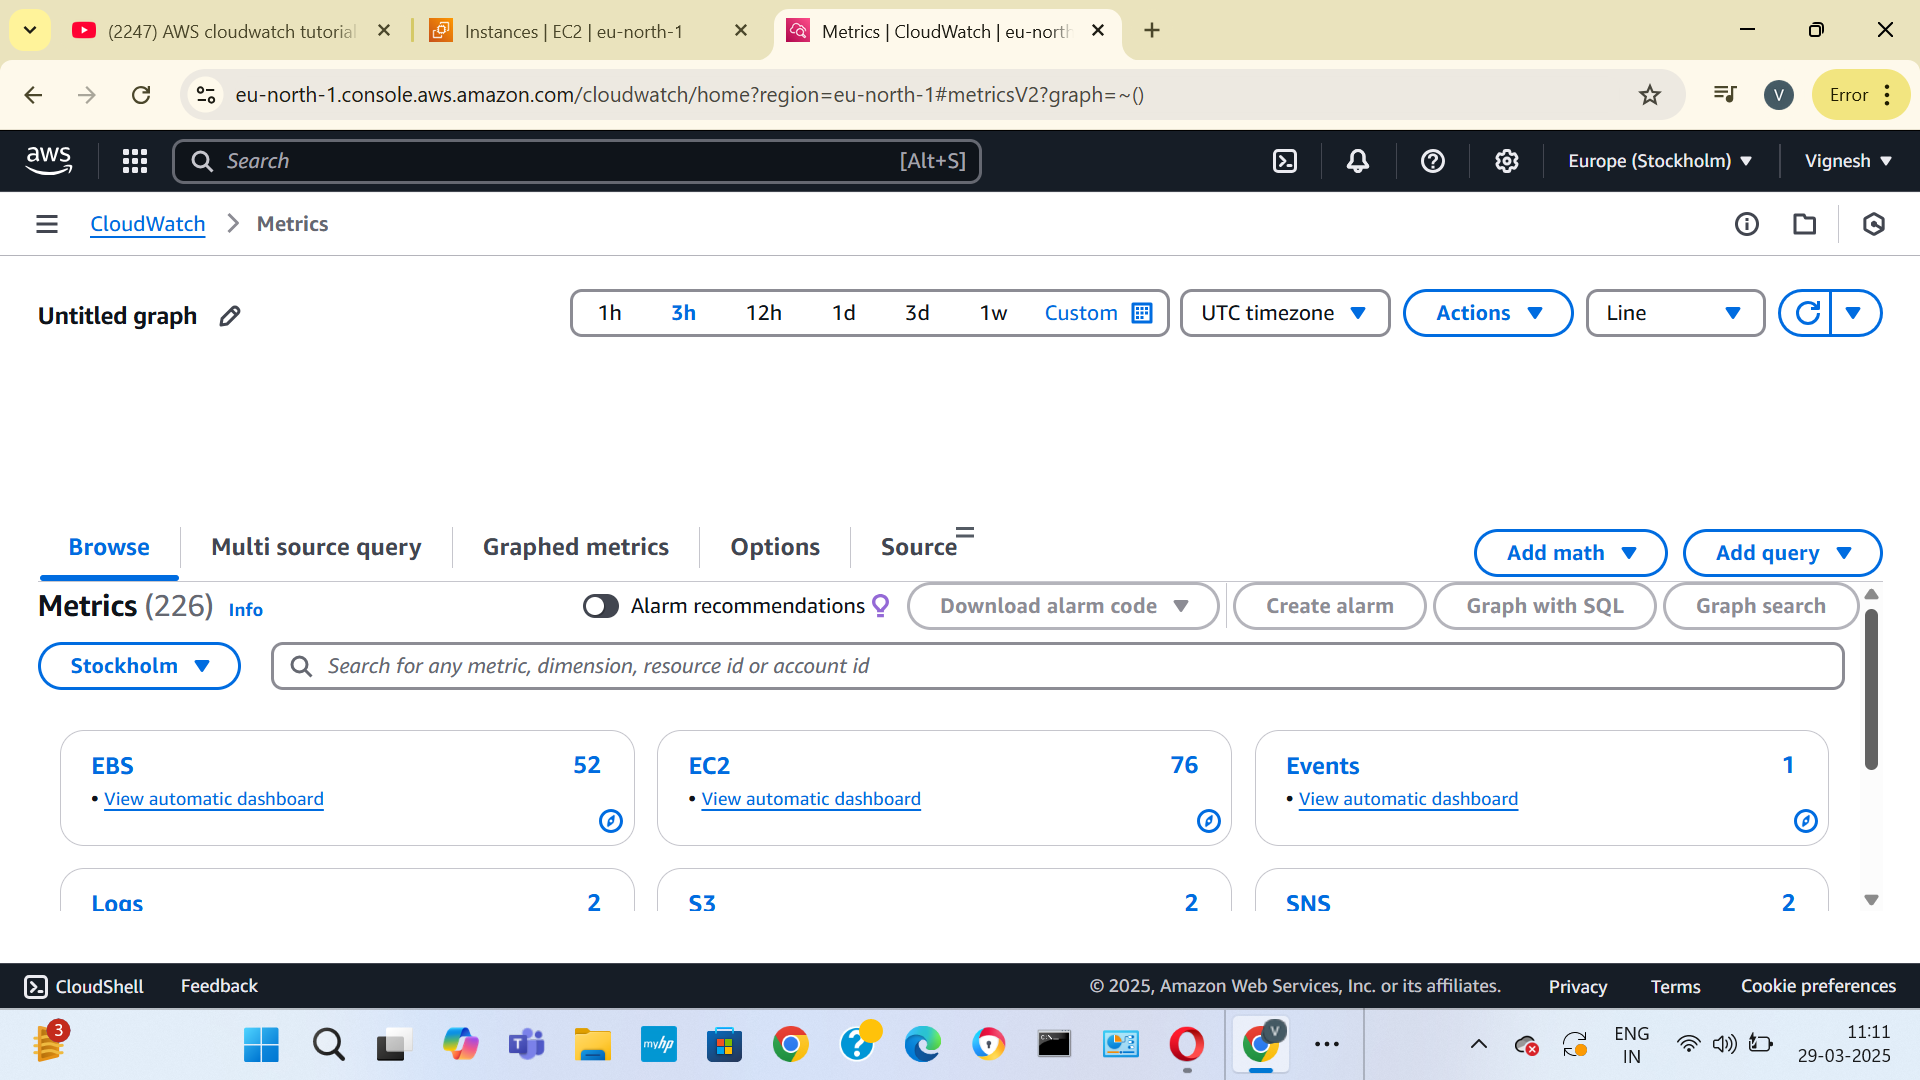 (2247) AWS cloudwatch tutorial
Instances | EC2 | eu-north-1
Metrics | CloudWatch | eu-north
eu-north-1.console.aws.amazon.com/cloudwatch/home?region=eu-north-1#metricsV2?graph=~()
V
Error
aws
Search
[Alt+S]
Europe (Stockholm)
Vignesh
CloudWatch
Metrics
Untitled graph
1h 3h 12h 1d 3d 1w Custom
UTC timezone
Actions
Line
Browse
Multi source query
Graphed metrics
Options
Source
Add math
Add query
Metrics (226) Info
Alarm recommendations
Download alarm code
Create alarm
Graph with SQL
Graph search
Stockholm
Search for any metric, dimension, resource id or account id
EBS 52
• View automatic dashboard
EC2 76
• View automatic dashboard
Events 1
• View automatic dashboard
Logs 2
S3 2
SNS 2
CloudShell
Feedback
© 2025, Amazon Web Services, Inc. or its affiliates.
Privacy
Terms
Cookie preferences
3
myhp
V
ENG
IN
11:11
29-03-2025